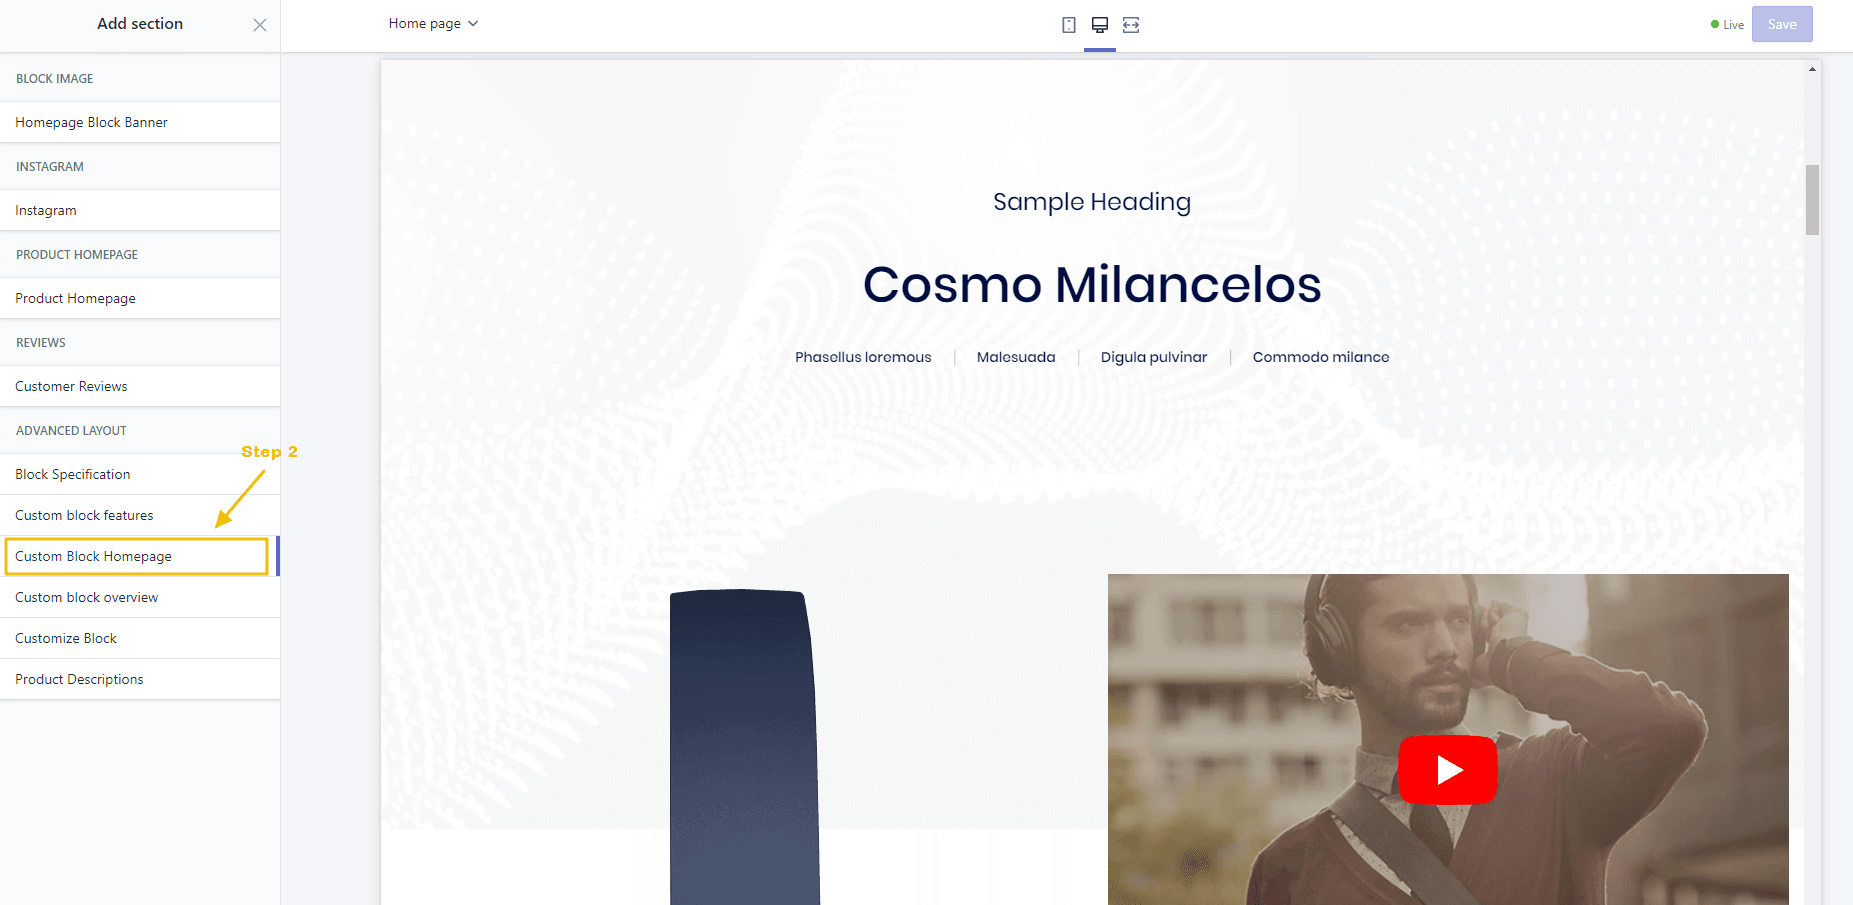 Add section
Home page
Live
Save
BLOCK IMAGE
Homepage Block Banner
INSTAGRAM
Instagram
PRODUCT HOMEPAGE
Product Homepage
REVIEWS
Customer Reviews
ADVANCED LAYOUT
Step 2
Block Specification
Custom block features
Custom Block Homepage
Custom block overview
Customize Block
Product Descriptions
Sample Heading
Cosmo Milancelos
Phasellus loremous
Malesuada
Digula pulvinar
Commodo milance